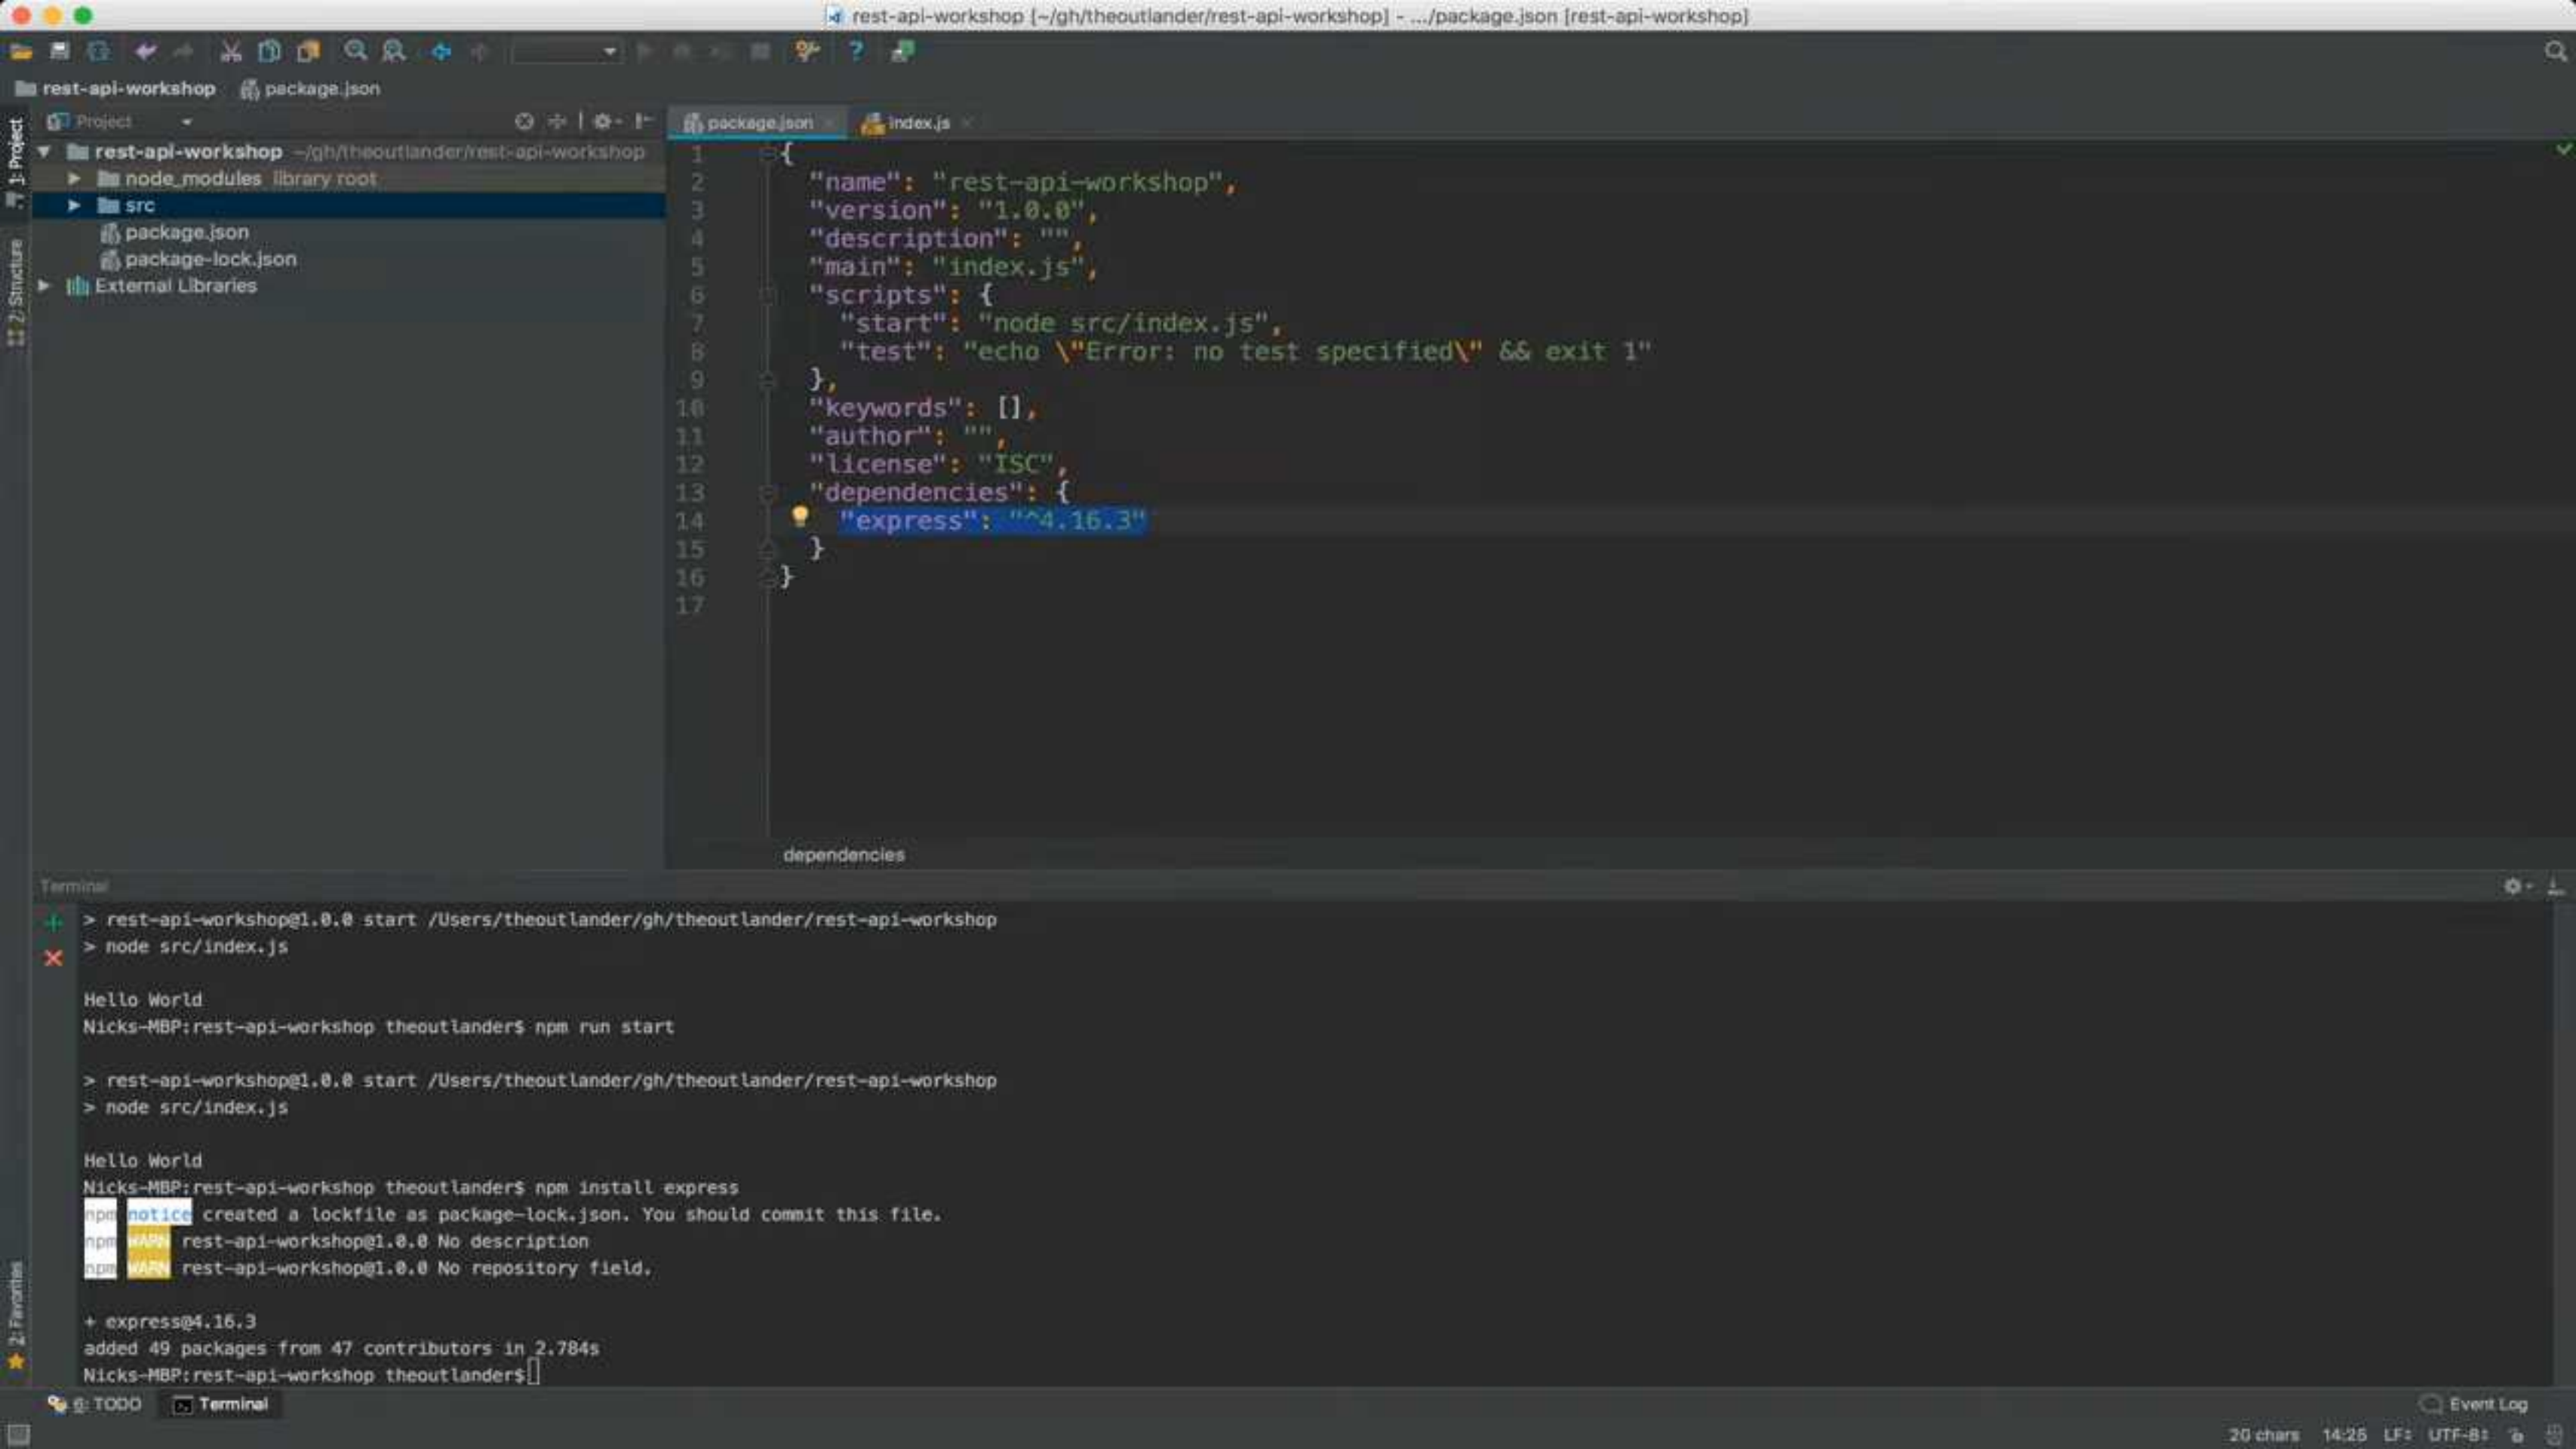 rest-api-workshop [~/gh/theoutlander/rest-api-workshop] - .../package.json [rest-api-workshop]
rest-api-workshop package.json
1: Project
Project
package.json
index.js
rest-api-workshop ~/gh/theoutlander/rest-api-workshop
node_modules library root
src
package.json
package-lock.json
External Libraries
2: Structure
1 {
2 "name": "rest-api-workshop",
3 "version": "1.0.0",
4 "description": "",
5 "main": "index.js",
6 "scripts": {
7 "start": "node src/index.js",
8 "test": "echo \"Error: no test specified\" && exit 1"
9 },
10 "keywords": [],
11 "author": "",
12 "license": "ISC",
13 "dependencies": {
14 "express": "^4.16.3"
15 }
16 }
17
dependencies
Terminal
> rest-api-workshop@1.0.0 start /Users/theoutlander/gh/theoutlander/rest-api-workshop
> node src/index.js
Hello World
Nicks-MBP:rest-api-workshop theoutlander$ npm run start
> rest-api-workshop@1.0.0 start /Users/theoutlander/gh/theoutlander/rest-api-workshop
> node src/index.js
Hello World
Nicks-MBP:rest-api-workshop theoutlander$ npm install express
npm notice created a lockfile as package-lock.json. You should commit this file.
npm WARN rest-api-workshop@1.0.0 No description
npm WARN rest-api-workshop@1.0.0 No repository field.
+ express@4.16.3
added 49 packages from 47 contributors in 2.784s
Nicks-MBP:rest-api-workshop theoutlander$
2: Favorites
6: TODO
Terminal
Event Log
20 chars 14:25 LF UTF-8